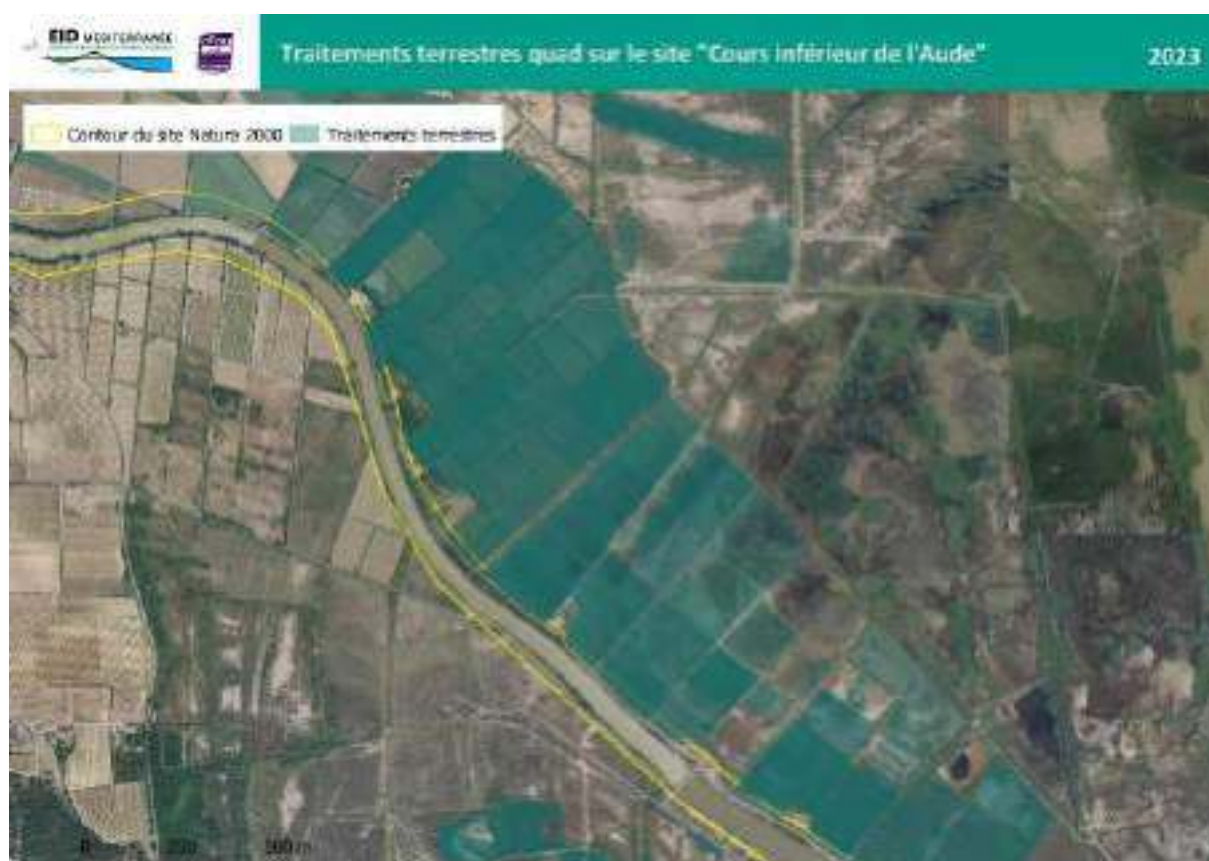 EID MEDITERRANEE
Traitements terrestres quad sur le site "Cours inférieur de l'Aude"
2023
Contour du site Natura 2000
Traitements terrestres